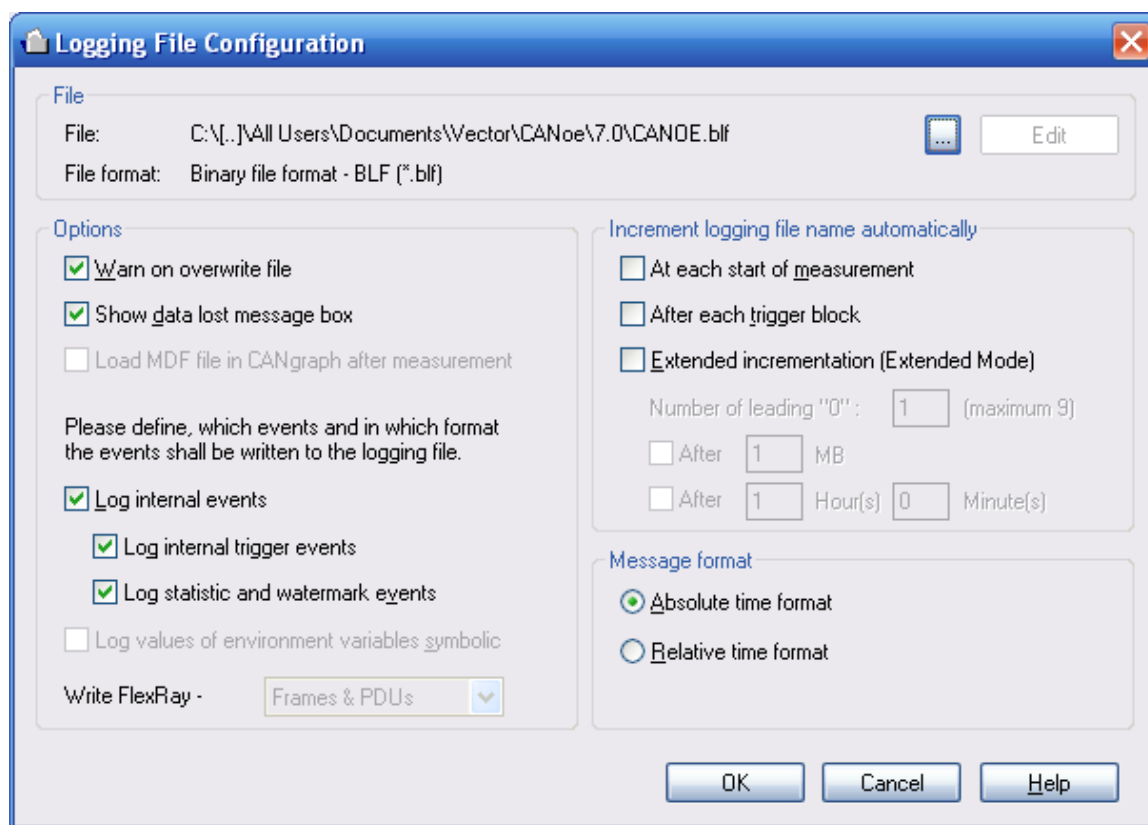 Logging File Configuration
File
File: C:\[..]\All Users\Documents\Vector\CANoe\7.0\CANOE.blf ... Edit
File format: Binary file format - BLF (*.blf)
Options
Warn on overwrite file
Show data lost message box
Load MDF file in CANgraph after measurement
Please define, which events and in which format
the events shall be written to the logging file.
Log internal events
Log internal trigger events
Log statistic and watermark events
Log values of environment variables symbolic
Write FlexRay - Frames & PDUs
Increment logging file name automatically
At each start of measurement
After each trigger block
Extended incrementation (Extended Mode)
Number of leading "0" : 1 (maximum 9)
After 1 MB
After 1 Hour(s) 0 Minute(s)
Message format
Absolute time format
Relative time format
OK Cancel Help